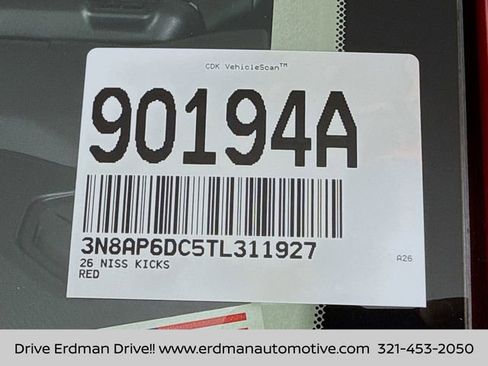 CDK VehicleScan™
90194A
3N8AP6DC5TL311927
26 NISS KICKS
RED
A26
Drive Erdman Drive!! www.erdmanautomotive.com 321-453-2050